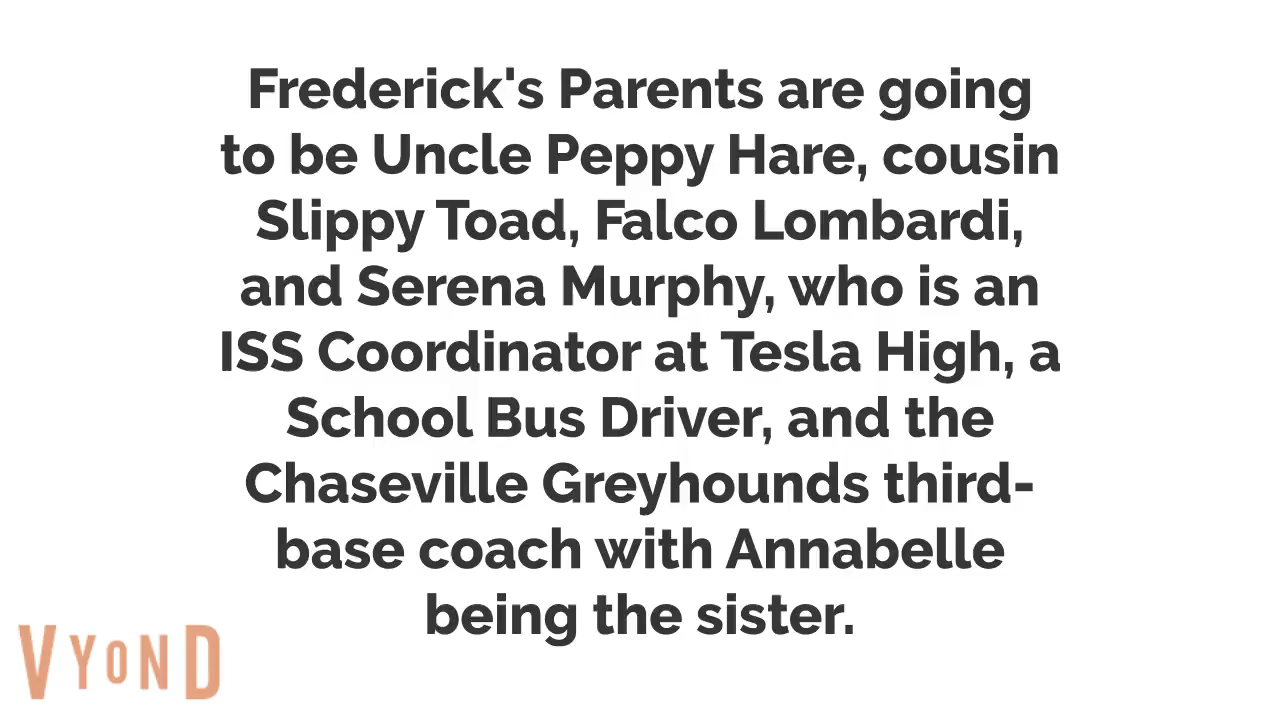 Frederick's Parents are going
to be Uncle Peppy Hare, cousin
Slippy Toad, Falco Lombardi,
and Serena Murphy, who is an
ISS Coordinator at Tesla High, a
School Bus Driver, and the
Chaseville Greyhounds third-
base coach with Annabelle
being the sister.
VYOND